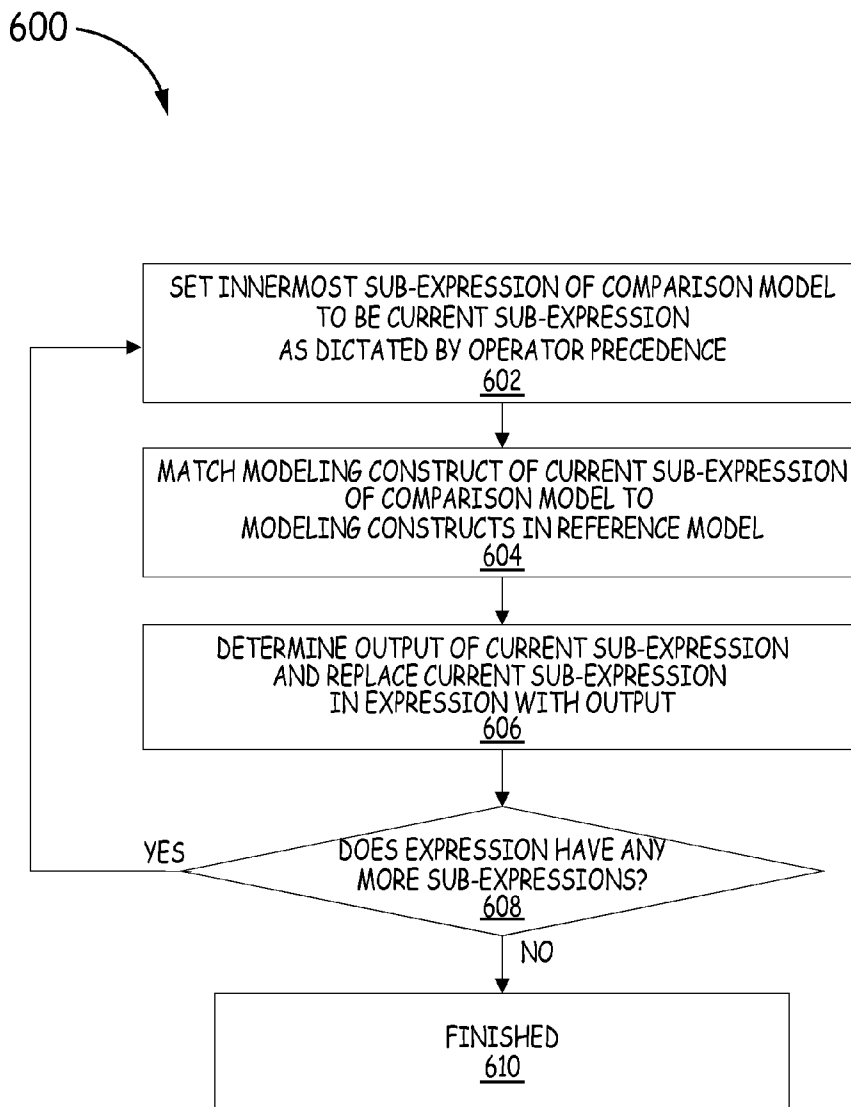 600
SET INNERMOST SUB-EXPRESSION OF COMPARISON MODEL
TO BE CURRENT SUB-EXPRESSION
AS DICTATED BY OPERATOR PRECEDENCE
602
MATCH MODELING CONSTRUCT OF CURRENT SUB-EXPRESSION
OF COMPARISON MODEL TO
MODELING CONSTRUCTS IN REFERENCE MODEL
604
DETERMINE OUTPUT OF CURRENT SUB-EXPRESSION
AND REPLACE CURRENT SUB-EXPRESSION
IN EXPRESSION WITH OUTPUT
606
YES
DOES EXPRESSION HAVE ANY
MORE SUB-EXPRESSIONS?
608
NO
FINISHED
610